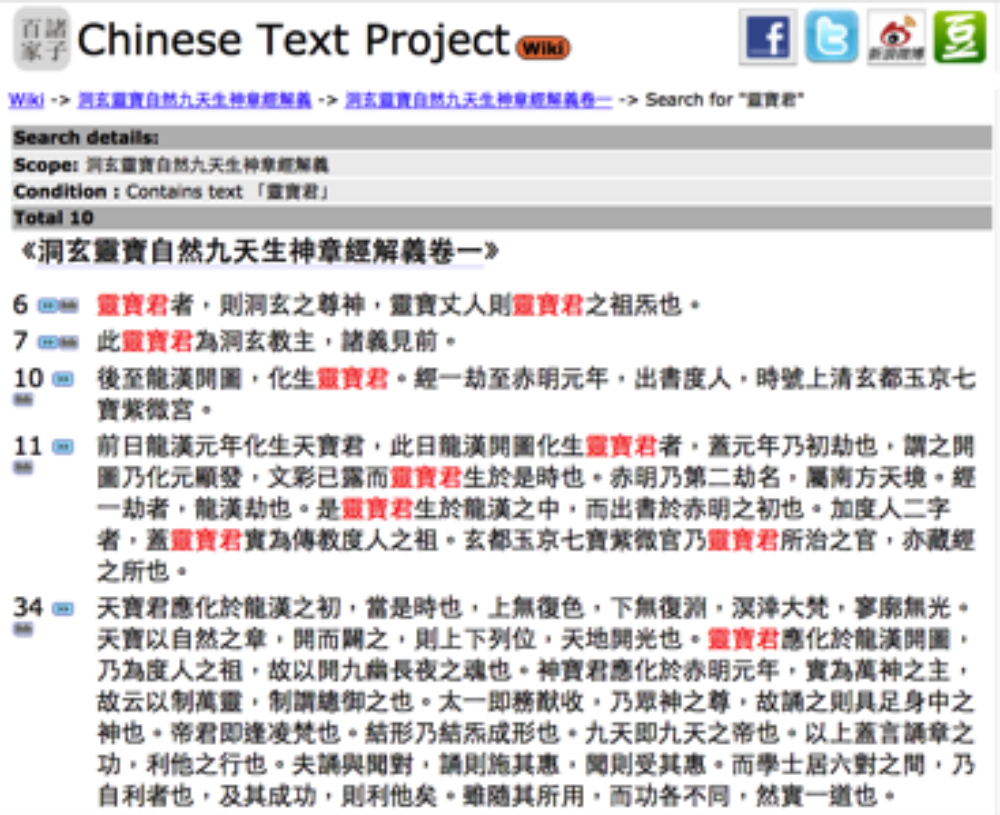 百諸
家子
Chinese Text Project Wiki
新浪微博
豆
Wiki -> 洞玄靈寶自然九天生神章經解義 -> 洞玄靈寶自然九天生神章經解義卷一 -> Search for "靈寶君"
Search details:
Scope: 洞玄靈寶自然九天生神章經解義
Condition : Contains text 「靈寶君」
Total 10
《洞玄靈寶自然九天生神章經解義卷一》
6 靈寶君者，則洞玄之尊神，靈寶丈人則靈寶君之祖炁也。
7 此靈寶君為洞玄教主，諸義見前。
10 後至龍漢開圖，化生靈寶君。經一劫至赤明元年，出書度人，時號上清玄都玉京七
寶紫微宮。
11 前日龍漢元年化生天寶君，此日龍漢開圖化生靈寶君者，蓋元年乃初劫也，謂之開
圖乃化元顯發，文彩已露而靈寶君生於是時也。赤明乃第二劫名，屬南方天境。經
一劫者，龍漢劫也。是靈寶君生於龍漢之中，而出書於赤明之初也。加度人二字
者，蓋靈寶君實為傳教度人之祖。玄都玉京七寶紫微官乃靈寶君所治之官，亦藏經
之所也。
34 天寶君應化於龍漢之初，當是時也，上無復色，下無復淵，溟涬大梵，寥廓無光。
天寶以自然之章，開而闢之，則上下列位，天地開光也。靈寶君應化於龍漢開圖，
乃為度人之祖，故以開九幽長夜之魂也。神寶君應化於赤明元年，實為萬神之主，
故云以制萬靈，制謂總御之也。太一即務猷收，乃眾神之尊，故誦之則具足身中之
神也。帝君即逢凌梵也。結形乃結炁成形也。九天即九天之帝也。以上蓋言誦章之
功，利他之行也。夫誦與聞對，誦則施其惠，聞則受其惠。而學士居六對之間，乃
自利者也，及其成功，則利他矣。雖隨其所用，而功各不同，然實一道也。